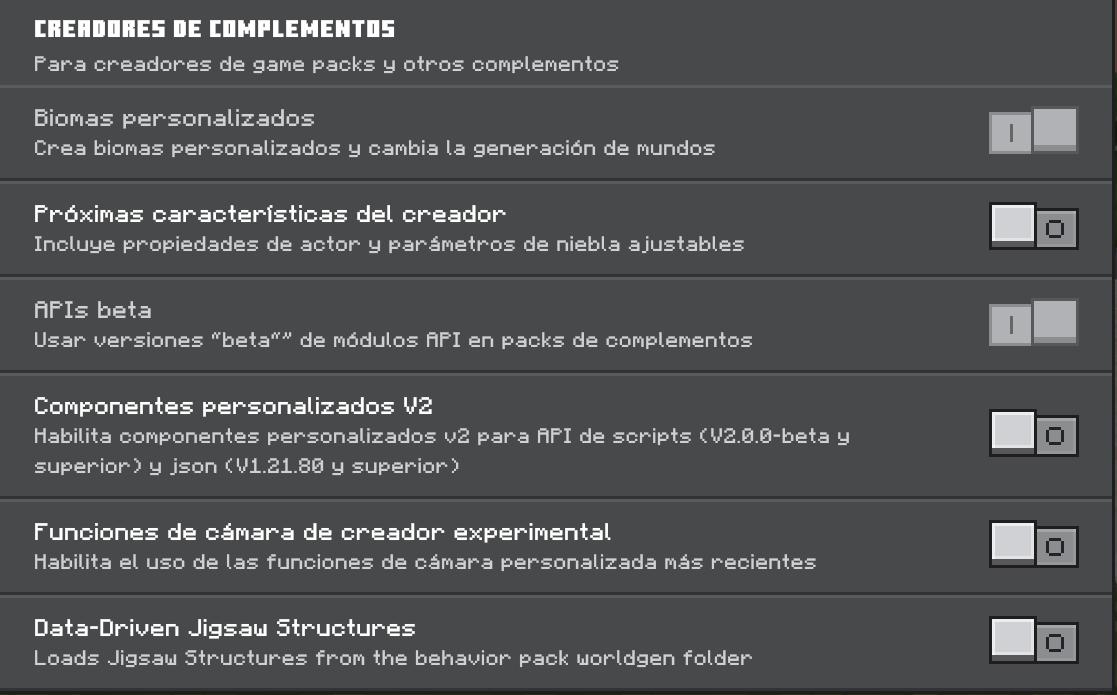 CREADORES DE COMPLEMENTOS
Para creadores de game packs y otros complementos
Biomas personalizados
Crea biomas personalizados y cambia la generación de mundos
Próximas características del creador
Incluye propiedades de actor y parámetros de niebla ajustables
APIs beta
Usar versiones “beta“” de módulos API en packs de complementos
Componentes personalizados V2
Habilita componentes personalizados v2 para API de scripts (V2.0.0-beta y
superior) y json (V1.21.80 y superior)
Funciones de cámara de creador experimental
Habilita el uso de las funciones de cámara personalizada más recientes
Data-Driven Jigsaw Structures
Loads Jigsaw Structures from the behavior pack worldgen folder